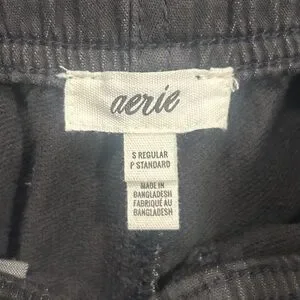 aerie
S REGULAR
P STANDARD
MADE IN
BANGLADESH
FABRIQUÉ AU
BANGLADESH